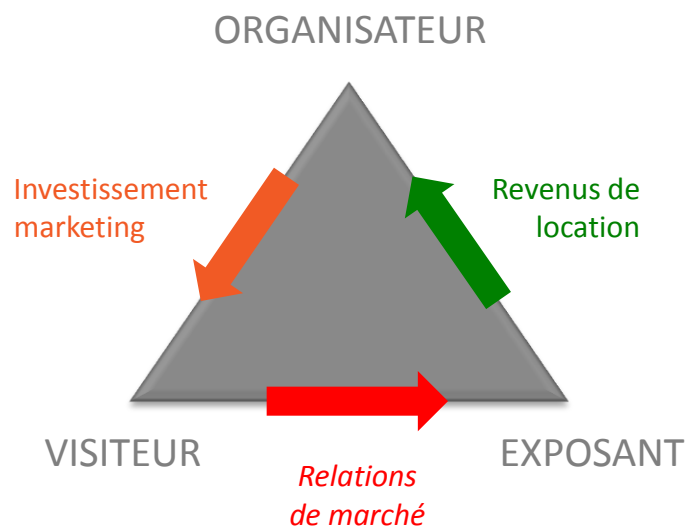 ORGANISATEUR
Investissement
marketing
Revenus de
location
VISITEUR
EXPOSANT
Relations
de marché